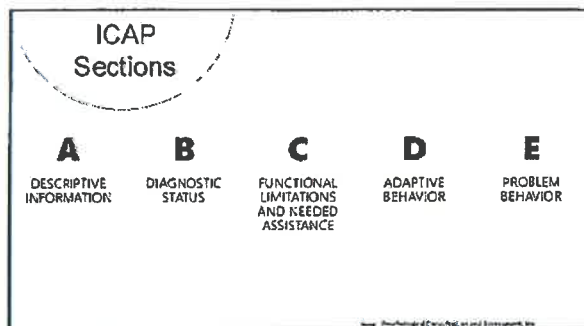 ICAP
Sections
A
DESCRIPTIVE
INFORMATION
B
DIAGNOSTIC
STATUS
C
FUNCTIONAL
LIMITATIONS
AND NEEDED
ASSISTANCE
D
ADAPTIVE
BEHAVIOR
E
PROBLEM
BEHAVIOR